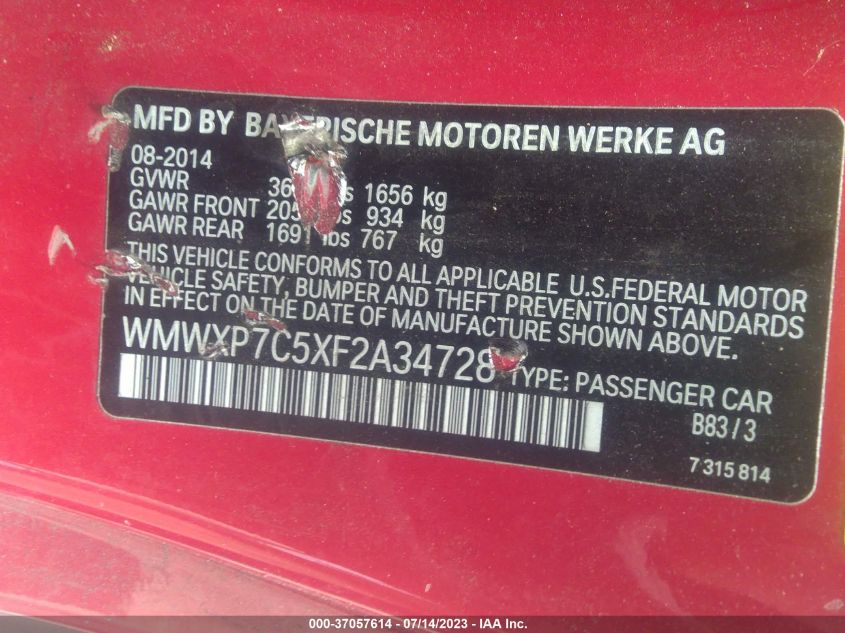 MFD BY BAYERISCHE MOTOREN WERKE AG
08-2014
GVWR 1656 kg
GAWR FRONT lbs 934 kg
GAWR REAR 1691 lbs 767 kg
THIS VEHICLE CONFORMS TO ALL APPLICABLE U.S.FEDERAL MOTOR
VEHICLE SAFETY, BUMPER AND THEFT PREVENTION STANDARDS
IN EFFECT ON THE DATE OF MANUFACTURE SHOWN ABOVE.
WMWXP7C5XF2A34728 TYPE: PASSENGER CAR
B83/3
7 315 814
000-37057614 - 07/14/2023 - IAA Inc.